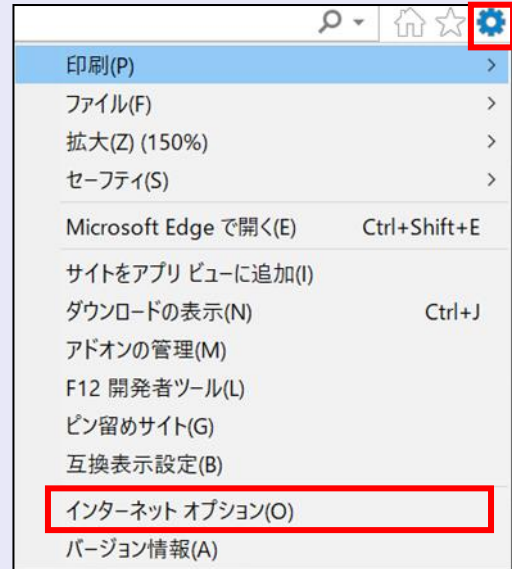 印刷(P)
ファイル(F)
拡大(Z) (150%)
セーフティ(S)
Microsoft Edge で開く(E) Ctrl+Shift+E
サイトをアプリ ビューに追加(I)
ダウンロードの表示(N) Ctrl+J
アドオンの管理(M)
F12 開発者ツール(L)
ピン留めサイト(G)
互換表示設定(B)
インターネット オプション(O)
バージョン情報(A)